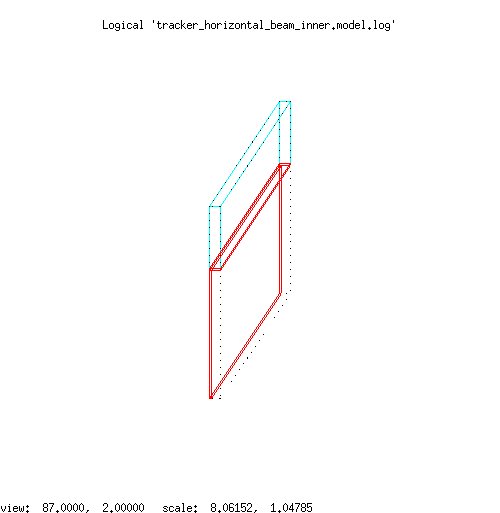 Logical 'tracker_horizontal_beam_inner.model.log'
view: 87.0000, 2.00000 scale: 8.06152, 1.04785